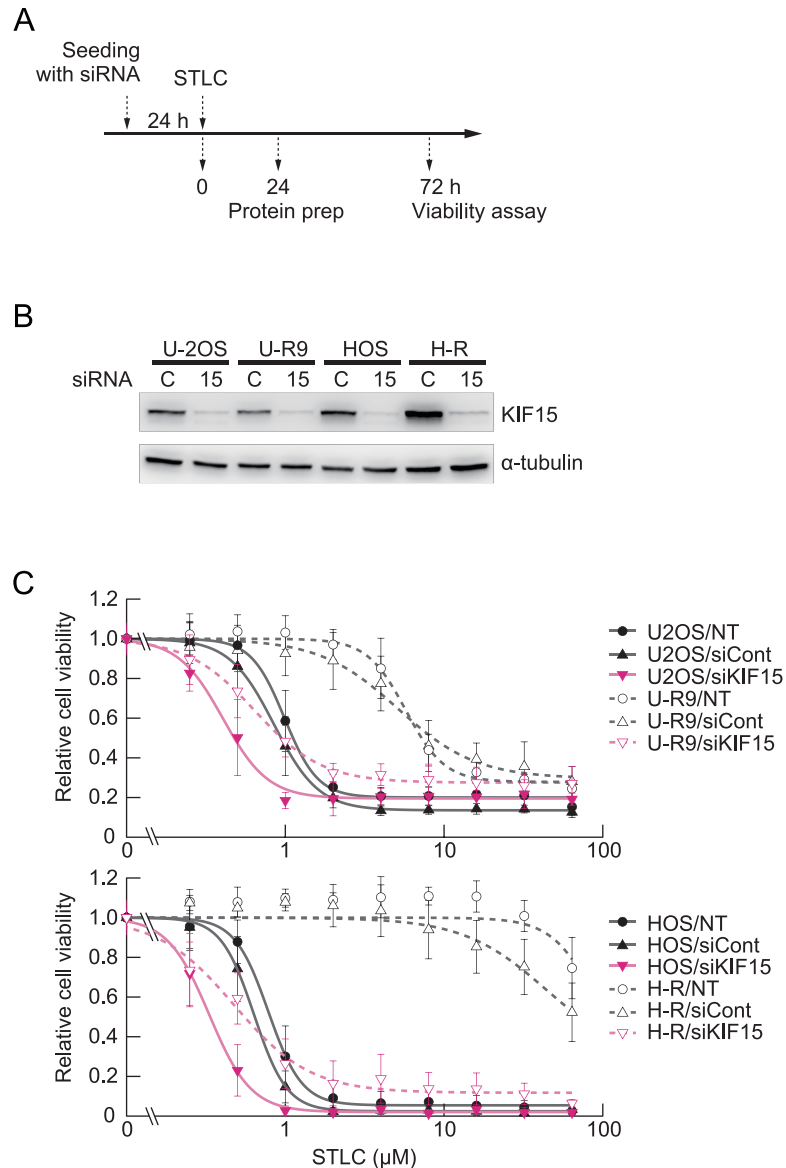 A
Seeding
with siRNA
STLC
24 h
0 24 72 h
Protein prep Viability assay
B
U-2OS U-R9 HOS H-R
siRNA C 15 C 15 C 15 C 15
KIF15
α-tubulin
C
Relative cell viability
1.2
1.0
0.8
0.6
0.4
0.2
0
0 1 10 100
U2OS/NT
U2OS/siCont
U2OS/siKIF15
U-R9/NT
U-R9/siCont
U-R9/siKIF15
Relative cell viability
1.2
1.0
0.8
0.6
0.4
0.2
0
0 1 10 100
STLC (μM)
HOS/NT
HOS/siCont
HOS/siKIF15
H-R/NT
H-R/siCont
H-R/siKIF15